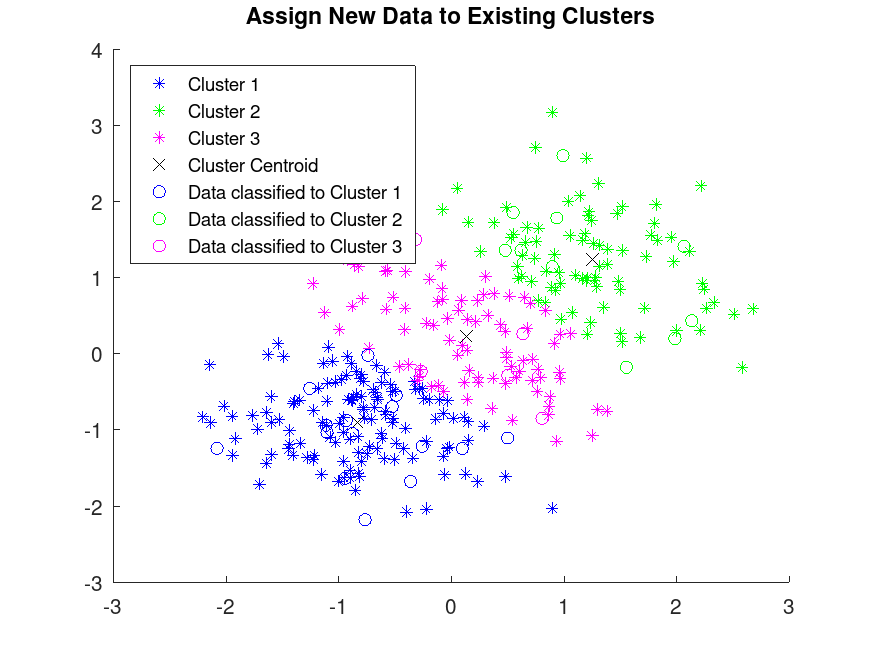 Assign New Data to Existing Clusters
4
3
2
1
0
-1
-2
-3
Cluster 1
Cluster 2
Cluster 3
Cluster Centroid
Data classified to Cluster 1
Data classified to Cluster 2
Data classified to Cluster 3
-3 -2 -1 0 1 2 3